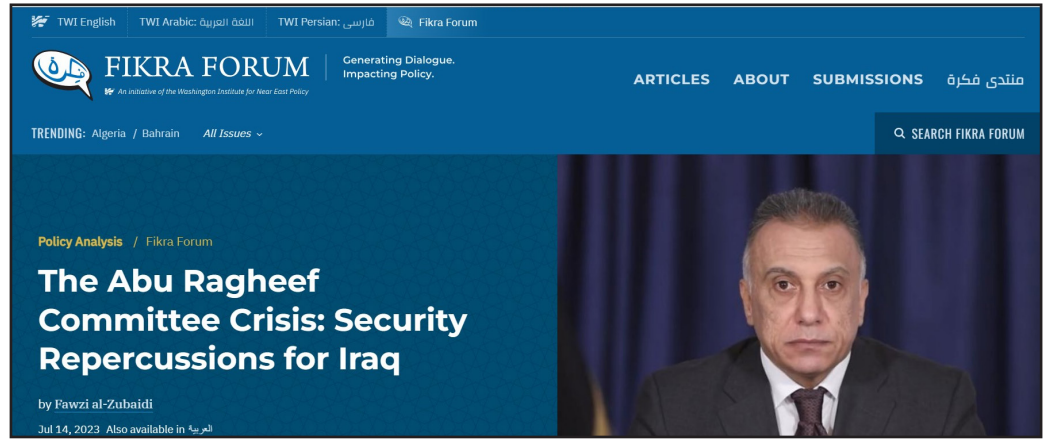 TWI English TWI Arabic: اللغة العربية TWI Persian: فارسی Fikra Forum
فكرة
FIKRA FORUM
An initiative of the Washington Institute for Near East Policy
Generating Dialogue.
Impacting Policy.
ARTICLES ABOUT SUBMISSIONS منتدى فكرة
TRENDING: Algeria / Bahrain All Issues
SEARCH FIKRA FORUM
Policy Analysis / Fikra Forum
The Abu Ragheef
Committee Crisis: Security
Repercussions for Iraq
by Fawzi al-Zubaidi
Jul 14, 2023 Also available in العربية